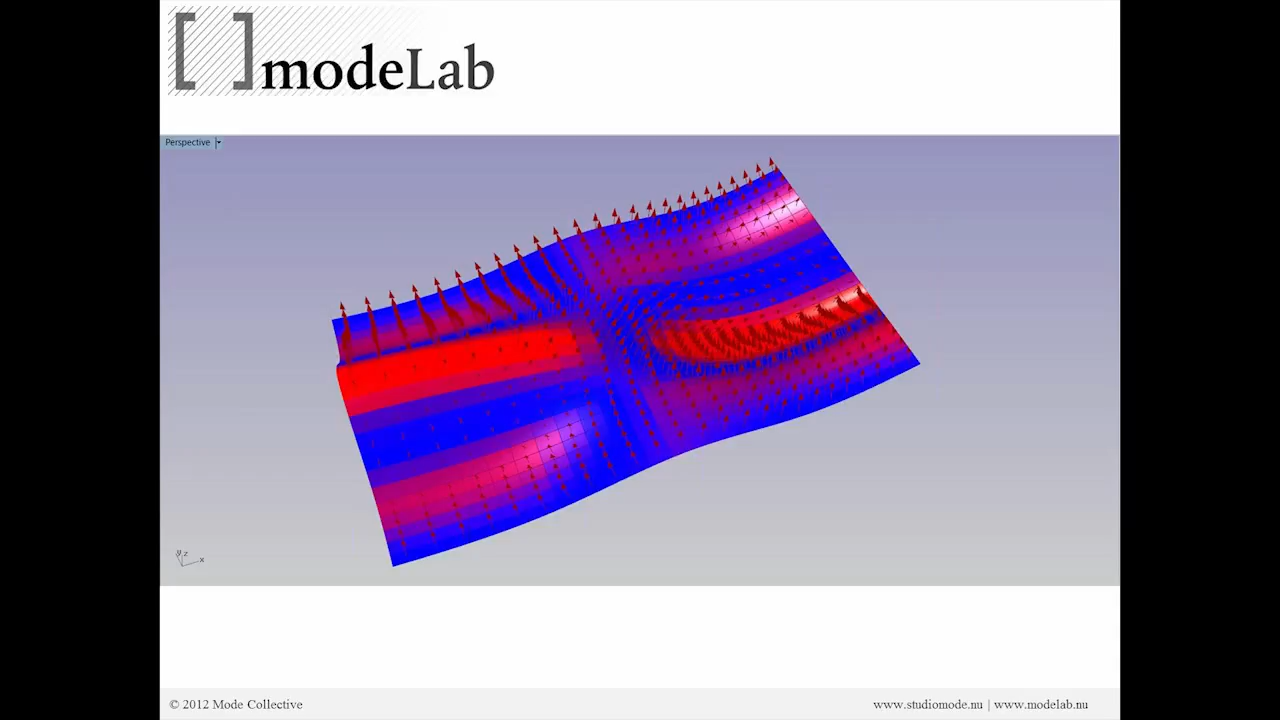 [ ]modeLab
Perspective
y z x
© 2012 Mode Collective
www.studiomode.nu | www.modelab.nu